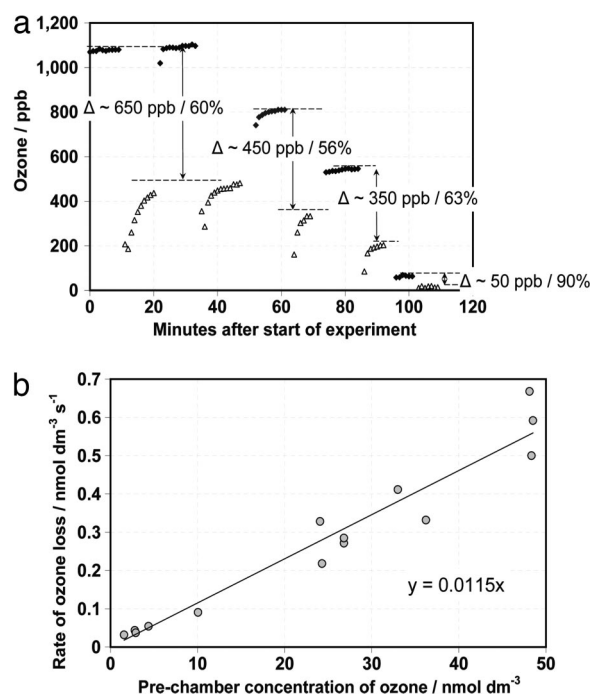 a
1,200
1,000
800
600
400
200
0
Ozone / ppb
Δ ~ 650 ppb / 60%
Δ ~ 450 ppb / 56%
Δ ~ 350 ppb / 63%
Δ ~ 50 ppb / 90%
0 20 40 60 80 100 120
Minutes after start of experiment
b
0.7
0.6
0.5
0.4
0.3
0.2
0.1
0
Rate of ozone loss / nmol dm⁻³ s⁻¹
y = 0.0115x
0 10 20 30 40 50
Pre-chamber concentration of ozone / nmol dm⁻³